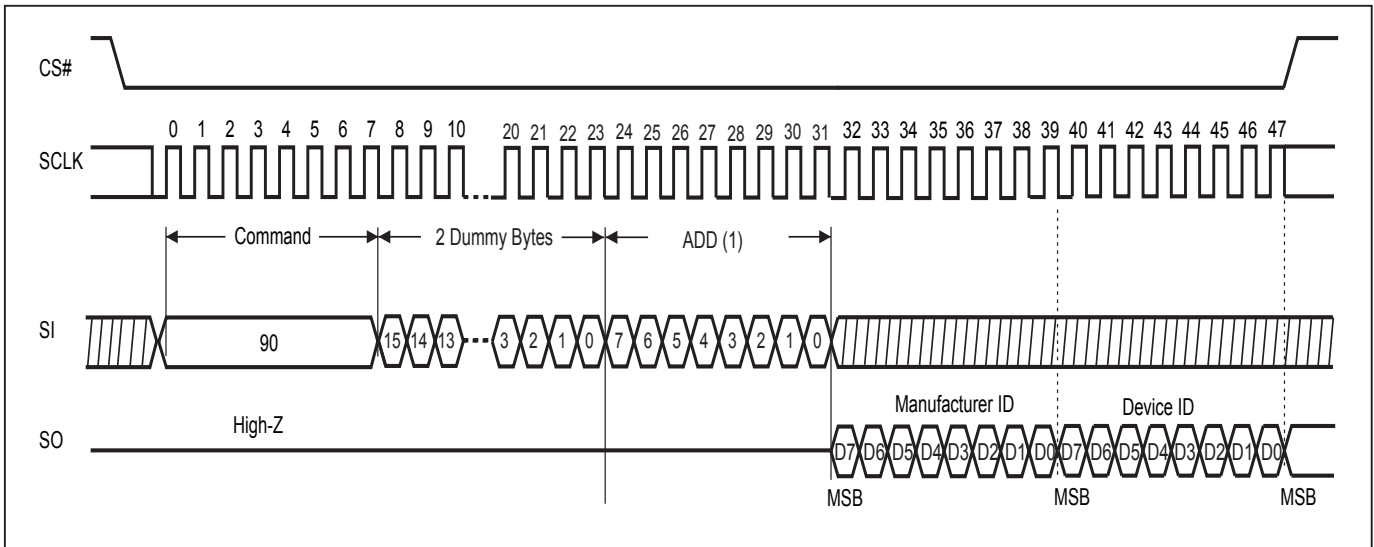 CS#
0 1 2 3 4 5 6 7 8 9 10 20 21 22 23 24 25 26 27 28 29 30 31 32 33 34 35 36 37 38 39 40 41 42 43 44 45 46 47
SCLK
Command 2 Dummy Bytes ADD (1)
SI
90 15 14 13 3 2 1 0 7 6 5 4 3 2 1 0
Manufacturer ID Device ID
High-Z
SO
D7 D6 D5 D4 D3 D2 D1 D0 D7 D6 D5 D4 D3 D2 D1 D0
MSB MSB MSB